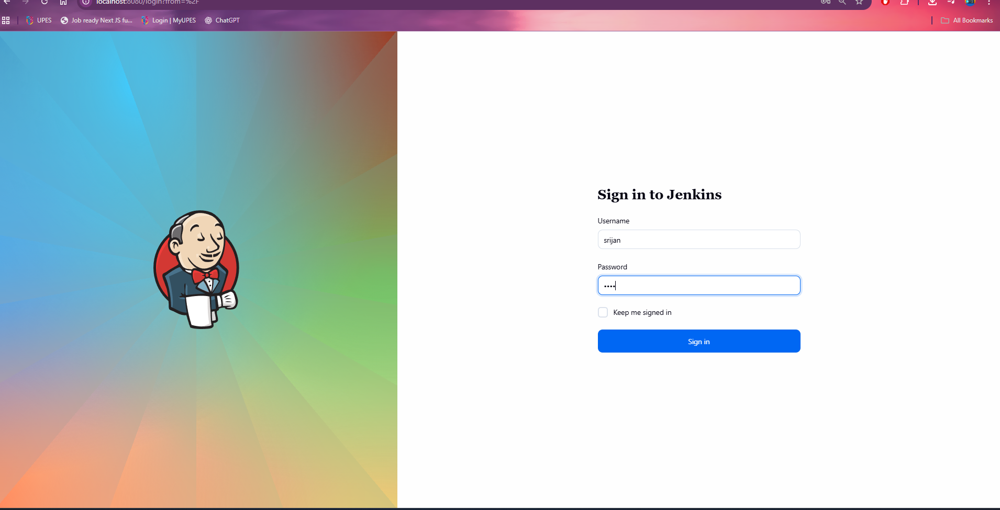 localhost:8080/login?from=%2F
UPES
Job ready Next JS fu...
Login | MyUPES
ChatGPT
All Bookmarks
Sign in to Jenkins
Username
srijan
Password
••••
Keep me signed in
Sign in